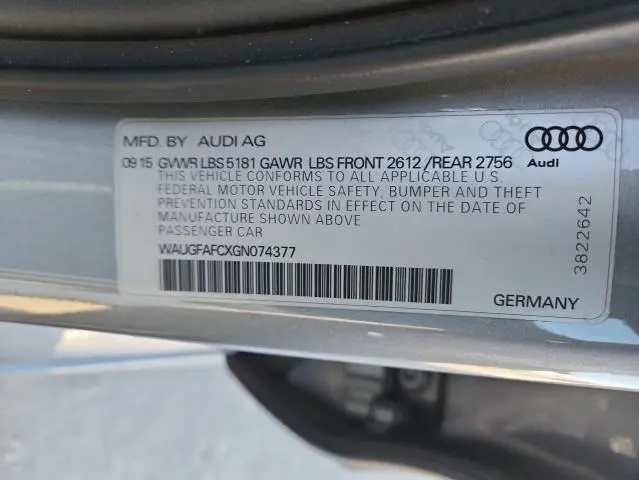 MFD. BY AUDI AG
09 15 GVWR LBS 5181 GAWR LBS FRONT 2612 /REAR 2756
THIS VEHICLE CONFORMS TO ALL APPLICABLE U.S.
FEDERAL MOTOR VEHICLE SAFETY, BUMPER AND THEFT
PREVENTION STANDARDS IN EFFECT ON THE DATE OF
MANUFACTURE SHOWN ABOVE
PASSENGER CAR
WAUGFAFCXGN074377
Audi
3822642
GERMANY